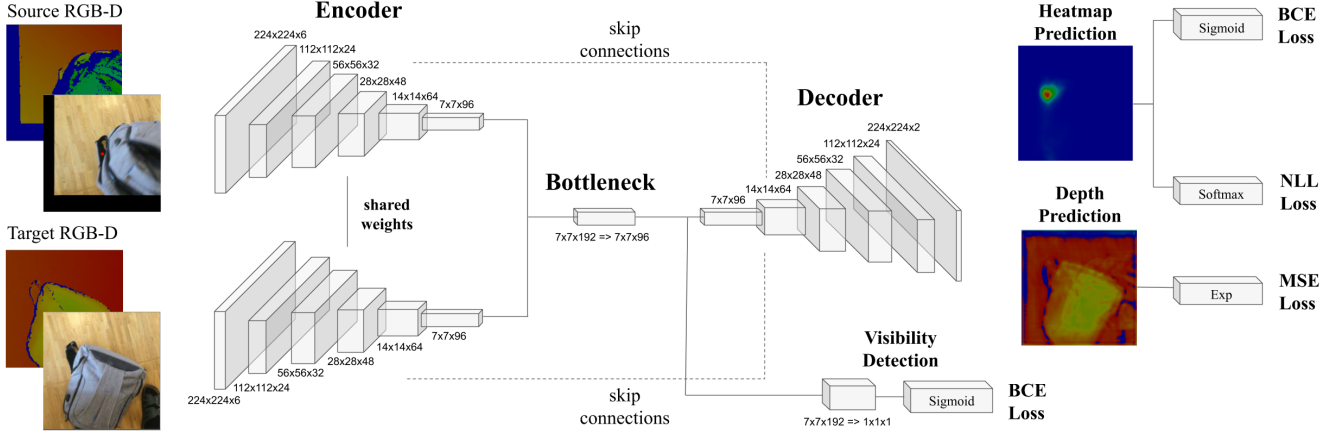 Source RGB-D
Encoder
224x224x6
112x112x24
56x56x32
28x28x48
14x14x64
7x7x96
skip
connections
shared
weights
Target RGB-D
7x7x96
14x14x64
28x28x48
56x56x32
112x112x24
224x224x6
skip
connections
Bottleneck
7x7x192 => 7x7x96
Decoder
224x224x2
112x112x24
56x56x32
28x28x48
14x14x64
7x7x96
Visibility
Detection
7x7x192 => 1x1x1
Sigmoid
BCE
Loss
Heatmap
Prediction
Sigmoid
BCE
Loss
Softmax
NLL
Loss
Depth
Prediction
Exp
MSE
Loss